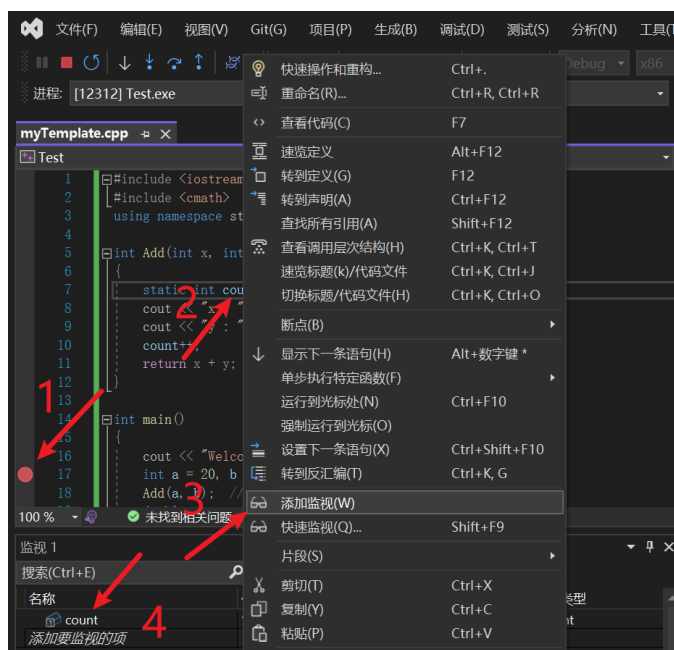 文件(F) 编辑(E) 视图(V) Git(G) 项目(P) 生成(B) 调试(D) 测试(S) 分析(N) 工具(T
Debug x86
进程: [12312] Test.exe
myTemplate.cpp
Test
1 #include <iostream
2 #include <cmath>
3 using namespace st
4
5 int Add(int x, int
6 {
7 static int cou
8 cout << "x
9 cout << "y : "
10 count++;
11 return x + y;
12 }
13
14 int main()
15 {
16 cout << "Welco
17 int a = 20, b
18 Add(a, b); //
100 % 未找到相关问题
监视 1
搜索(Ctrl+E)
名称 类型
count int
添加要监视的项
快速操作和重构... Ctrl+.
重命名(R)... Ctrl+R, Ctrl+R
查看代码(C) F7
速览定义 Alt+F12
转到定义(G) F12
转到声明(A) Ctrl+F12
查找所有引用(A) Shift+F12
查看调用层次结构(H) Ctrl+K, Ctrl+T
速览标题(k)/代码文件 Ctrl+K, Ctrl+J
切换标题/代码文件(H) Ctrl+K, Ctrl+O
断点(B)
显示下一条语句(H) Alt+数字键 *
单步执行特定函数(F)
运行到光标处(N) Ctrl+F10
强制运行到光标(O)
设置下一条语句(X) Ctrl+Shift+F10
转到反汇编(T) Ctrl+K, G
添加监视(W)
快速监视(Q)... Shift+F9
片段(S)
剪切(T) Ctrl+X
复制(Y) Ctrl+C
粘贴(P) Ctrl+V
1
2
3
4